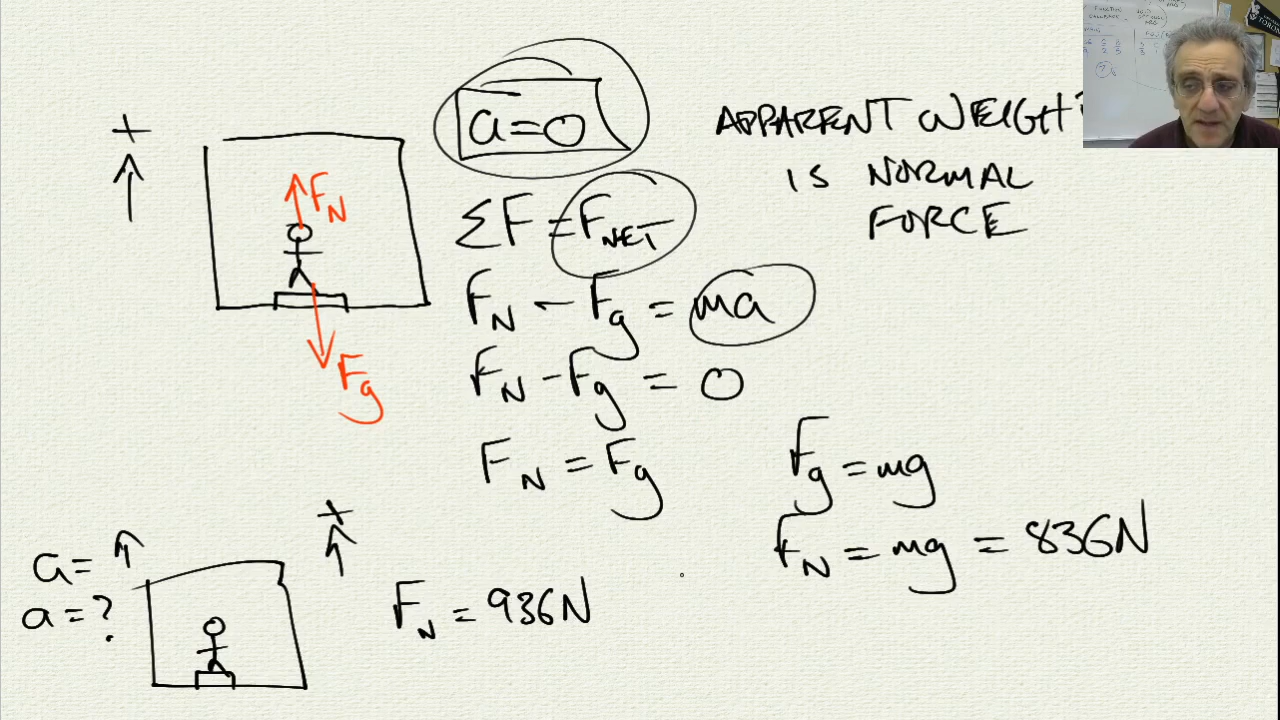 a=0
APPARENT WEIGHT
IS NORMAL
FORCE
+
F_N
ΣF = F_NET
F_N - F_g = ma
F_g
F_N - F_g = 0
F_N = F_g
F_g = mg
F_N = mg = 836N
+
a = ↑
a = ?
F_N = 936N